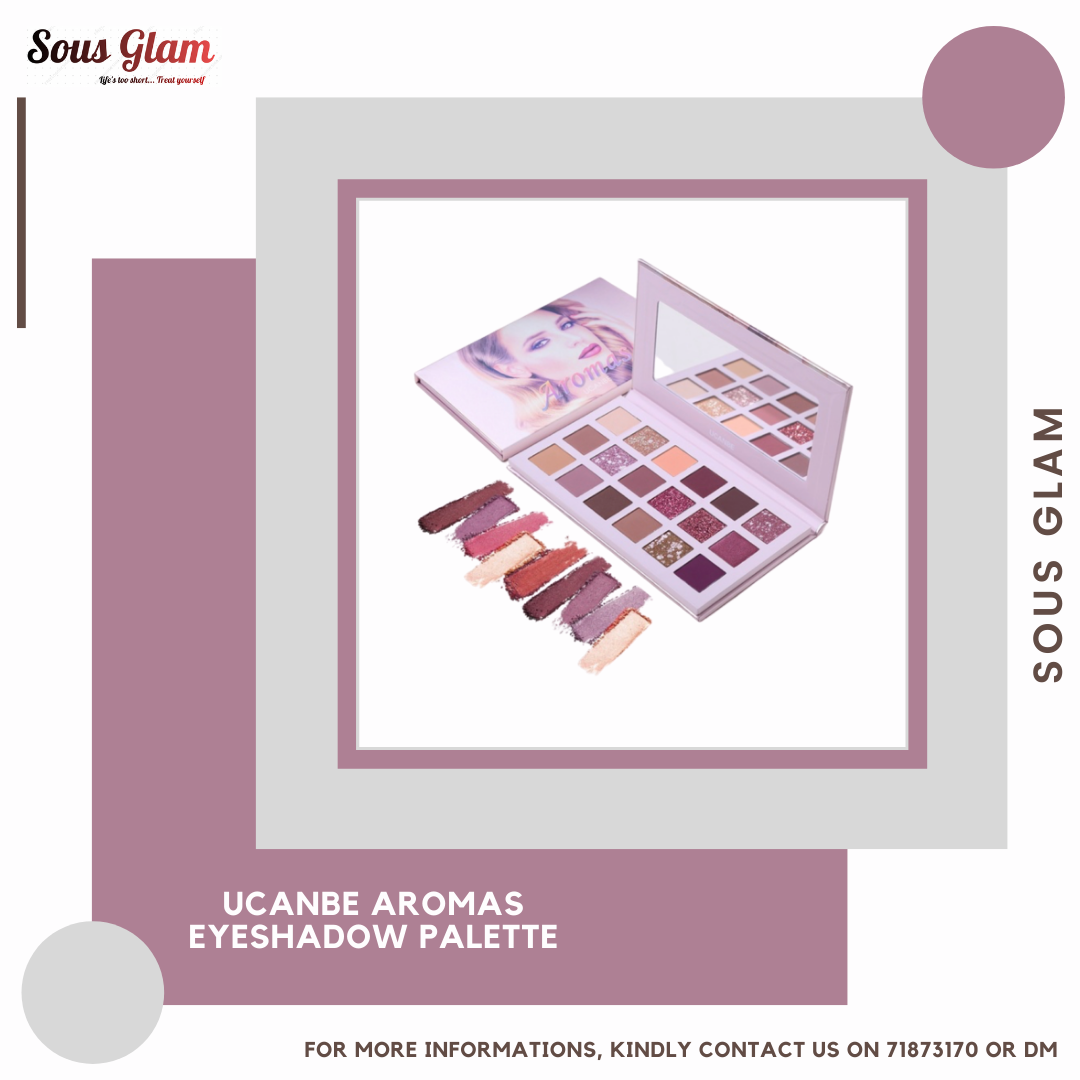 Sous Glam
life's too short... Treat yourself
Aromas
SOUS GLAM
UCANBE AROMAS
EYESHADOW PALETTE
FOR MORE INFORMATIONS, KINDLY CONTACT US ON 71873170 OR DM